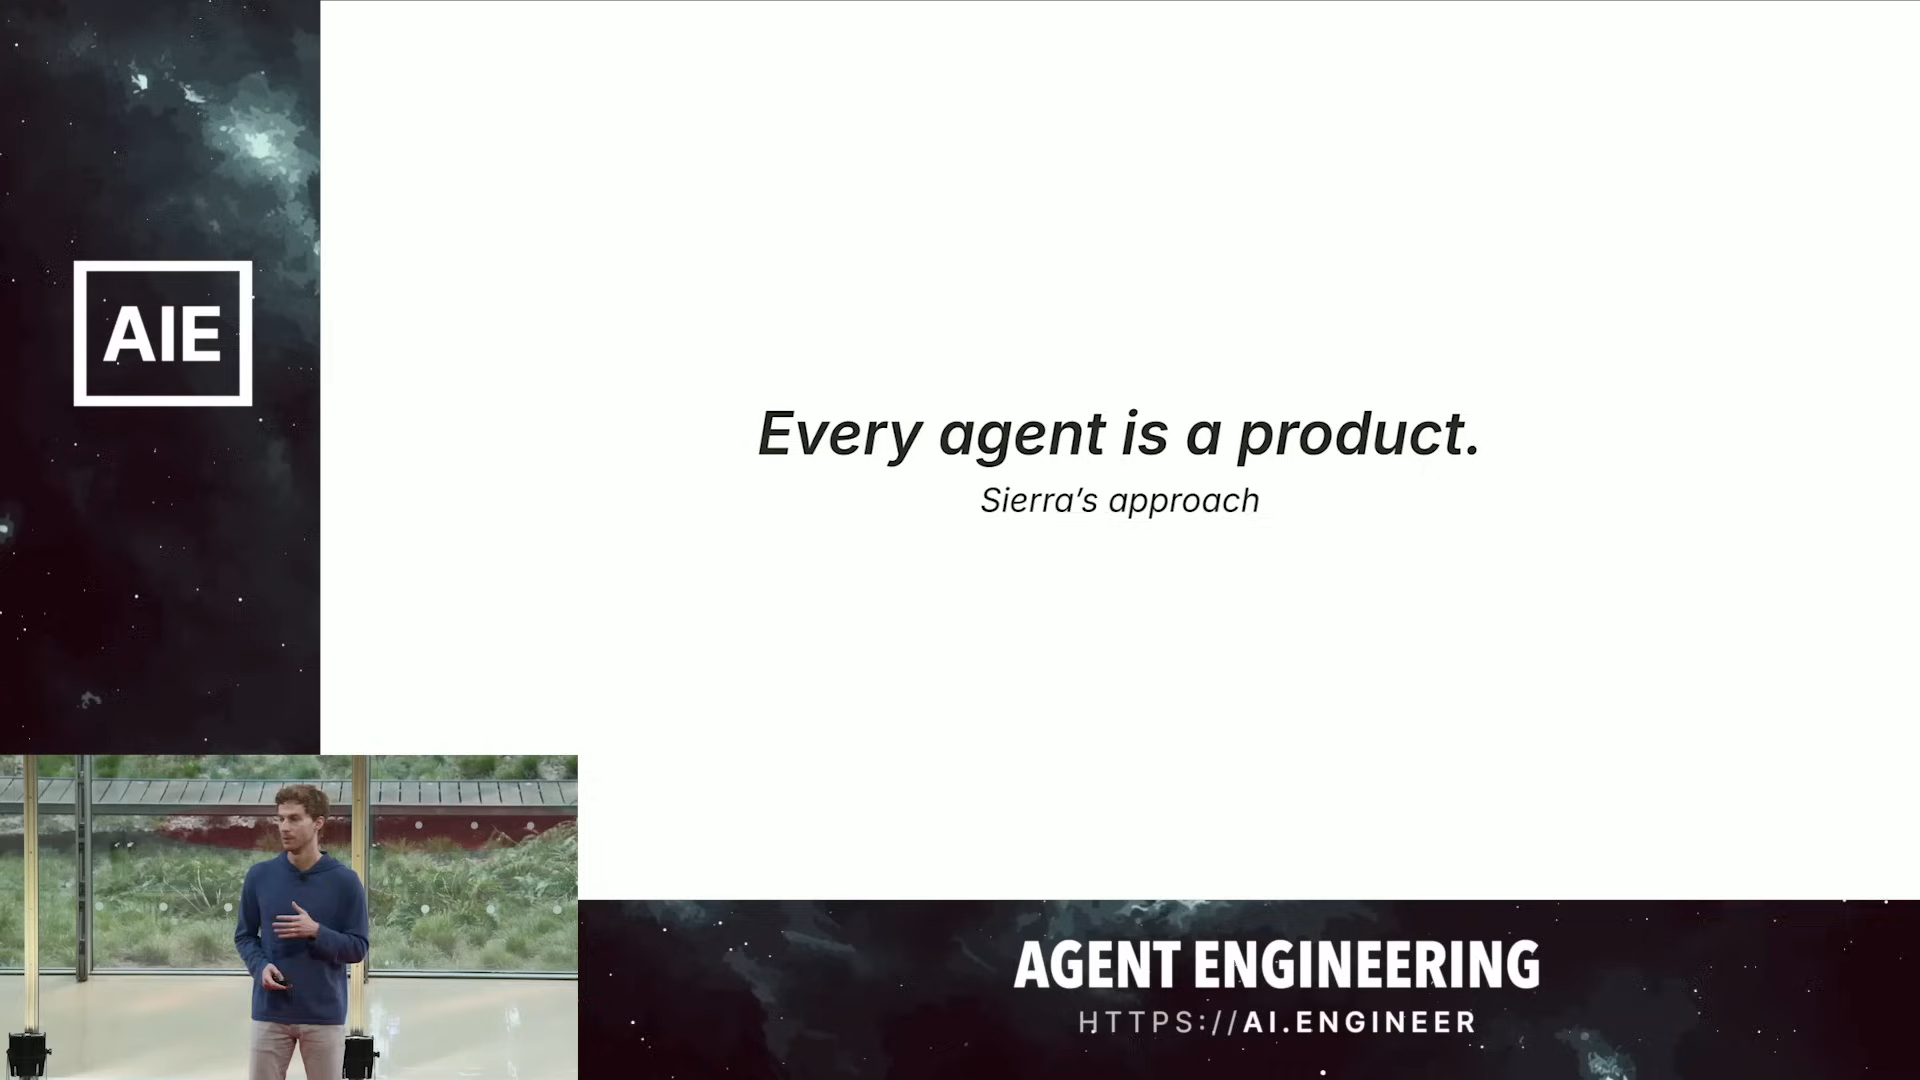 AIE
Every agent is a product.
Sierra's approach
AGENT ENGINEERING
HTTPS://AI.ENGINEER